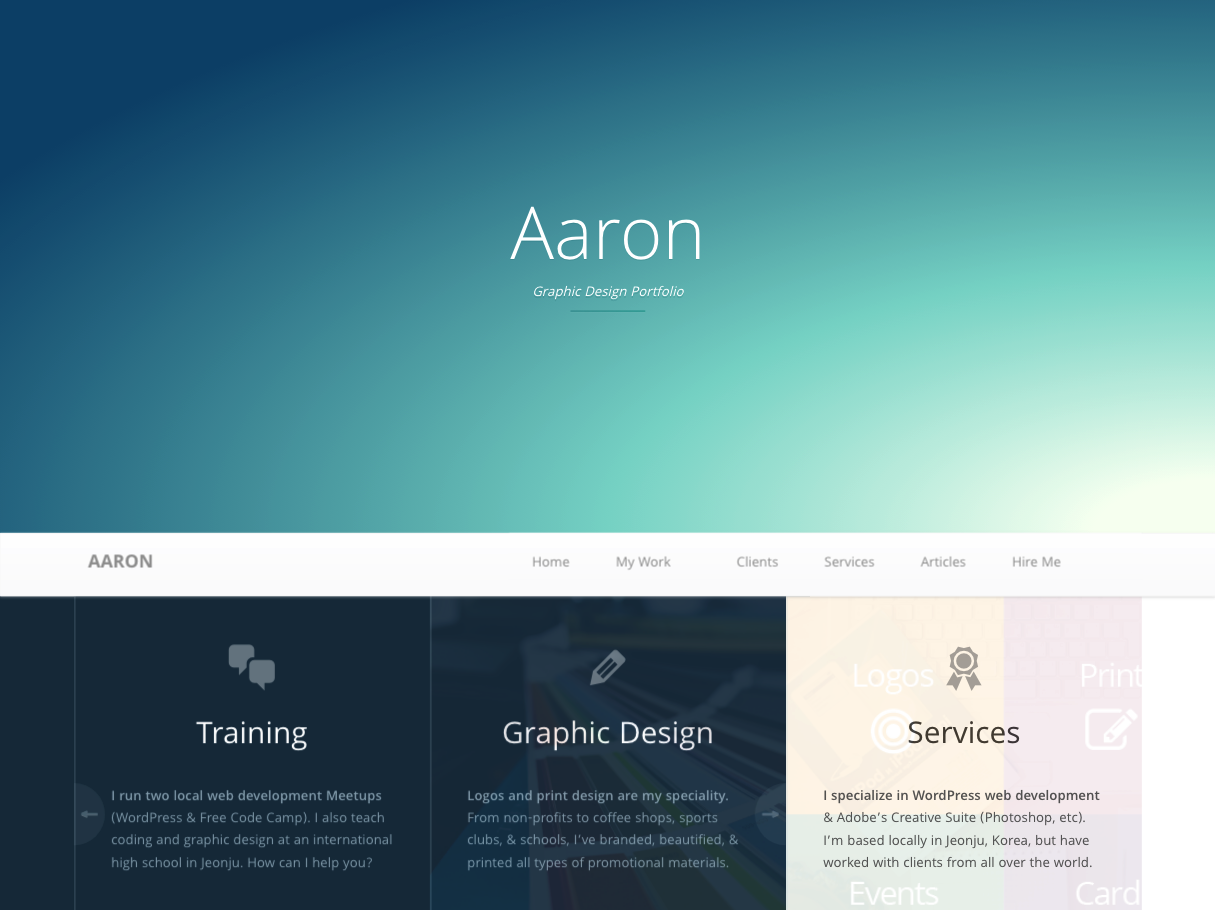 Aaron
Graphic Design Portfolio
AARON
Home My Work Clients Services Articles Hire Me
Training
I run two local web development Meetups
(WordPress & Free Code Camp). I also teach
coding and graphic design at an international
high school in Jeonju. How can I help you?
Graphic Design
Logos and print design are my speciality.
From non-profits to coffee shops, sports
clubs, & schools, I've branded, beautified, &
printed all types of promotional materials.
Logos
Print
Services
I specialize in WordPress web development
& Adobe's Creative Suite (Photoshop, etc).
I'm based locally in Jeonju, Korea, but have
worked with clients from all over the world.
Events
Card